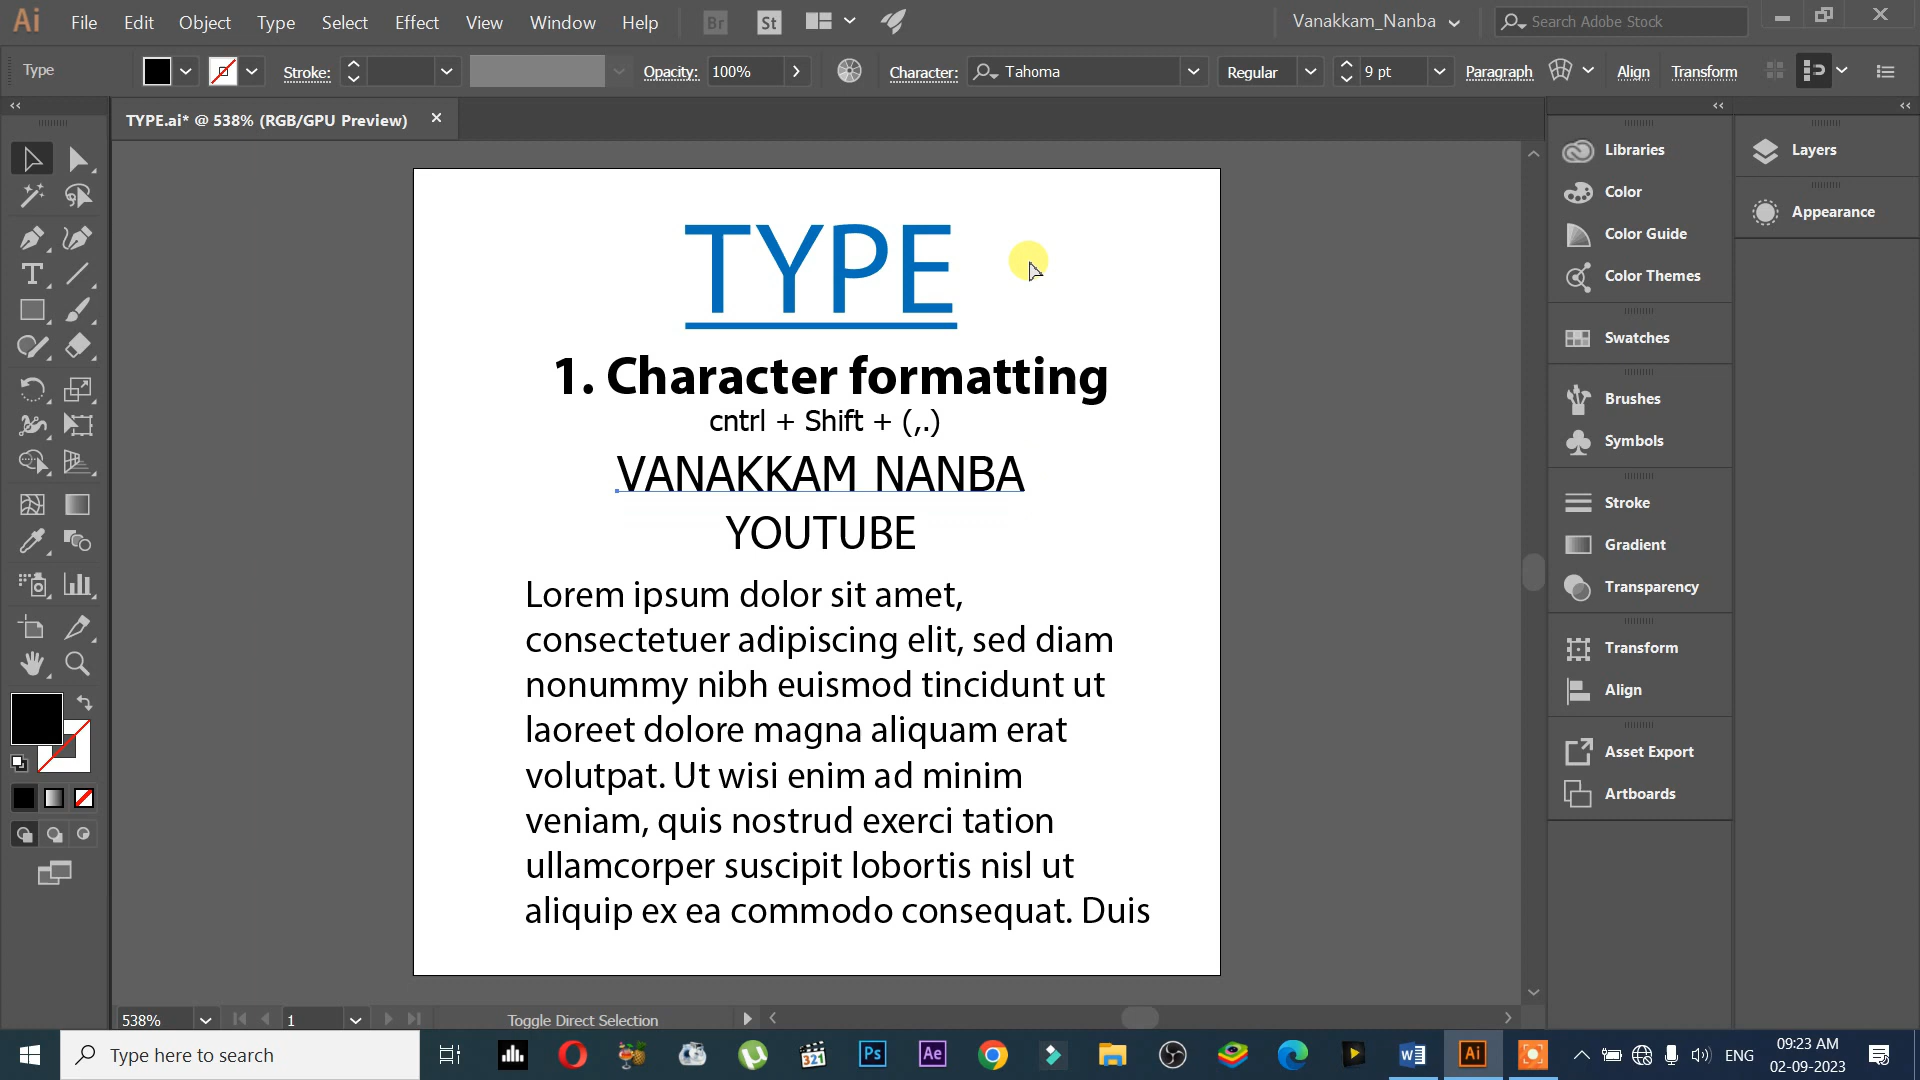 Ai File Edit Object Type Select Effect View Window Help Br St Vanakkam_Nanba Search Adobe Stock
Type Stroke: Opacity: 100% Character: Tahoma Regular 9 pt Paragraph Align Transform
TYPE.ai* @ 538% (RGB/GPU Preview)
TYPE
1. Character formatting
cntrl + Shift + (,.)
VANAKKAM NANBA
YOUTUBE
Lorem ipsum dolor sit amet,
consectetuer adipiscing elit, sed diam
nonummy nibh euismod tincidunt ut
laoreet dolore magna aliquam erat
volutpat. Ut wisi enim ad minim
veniam, quis nostrud exerci tation
ullamcorper suscipit lobortis nisl ut
aliquip ex ea commodo consequat. Duis
Libraries
Color
Color Guide
Color Themes
Swatches
Brushes
Symbols
Stroke
Gradient
Transparency
Transform
Align
Asset Export
Artboards
Layers
Appearance
538% 1 Toggle Direct Selection
Type here to search 321 Ps Ae Ai ENG 09:23 AM
02-09-2023